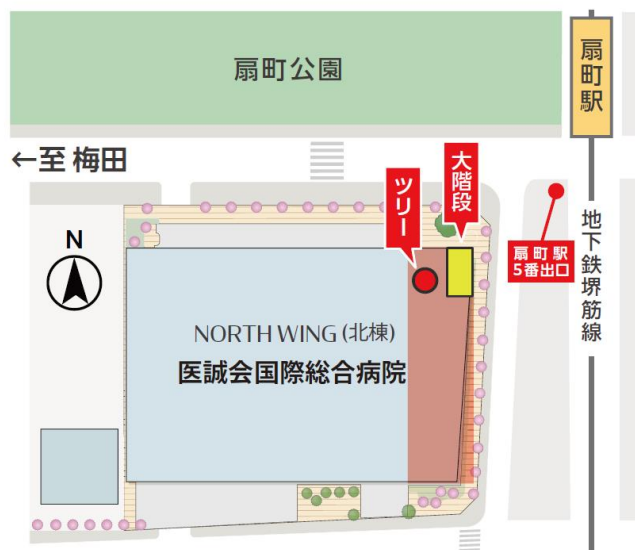 扇町公園
扇町駅
←至 梅田
大階段
ツリー
N
扇町駅
5番出口
地下鉄堺筋線
NORTH WING (北棟)
医誠会国際総合病院